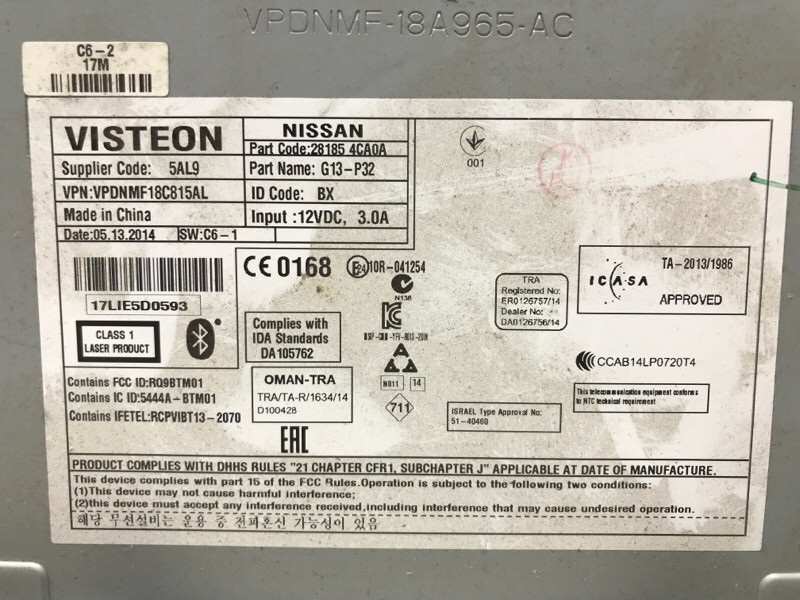 VPDNMF-18A965-AC
C6-2
17M
VISTEON
NISSAN
Part Code:28185 4CA0A
Supplier Code: 5AL9
Part Name: G13-P32
VPN:VPDNMF18C815AL
ID Code: BX
Made in China
Input :12VDC, 3.0A
Date:05.13.2014
SW:C6-1
001
17LIE5D0593
CE 0168
E24
10R-041254
N136
CLASS 1
LASER PRODUCT
Complies with
IDA Standards
DA105762
TRA
Registered No:
ER0126757/14
Dealer No:
DA0126756/14
ICASA
TA-2013/1986
APPROVED
CCAB14LP0720T4
Contains FCC ID:RQ9BTM01
Contains IC ID:5444A-BTM01
Contains IFETEL:RCPVIBT13-2070
OMAN-TRA
TRA/TA-R/1634/14
D100428
N011 14
711
ISRAEL Type Approval No:
51-40460
This telecommunication equipment conforms
to NTC technical requirement
EAC
PRODUCT COMPLIES WITH DHHS RULES "21 CHAPTER CFR1, SUBCHAPTER J" APPLICABLE AT DATE OF MANUFACTURE.
This device complies with part 15 of the FCC Rules.Operation is subject to the following two conditions:
(1)This device may not cause harmful interference;
(2)this device must accept any interference received,including interference that may cause undesired operation.
해당 무선설비는 운용 중 전파혼신 가능성이 있음